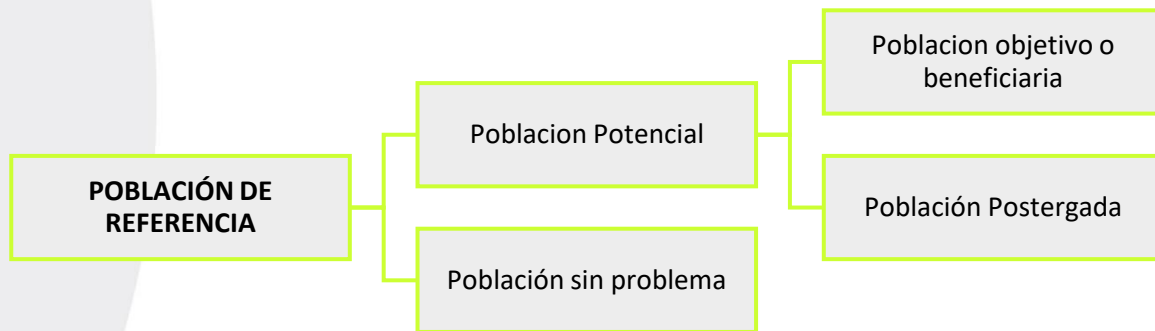 POBLACIÓN DE
REFERENCIA
Poblacion Potencial
Población sin problema
Poblacion objetivo o
beneficiaria
Población Postergada